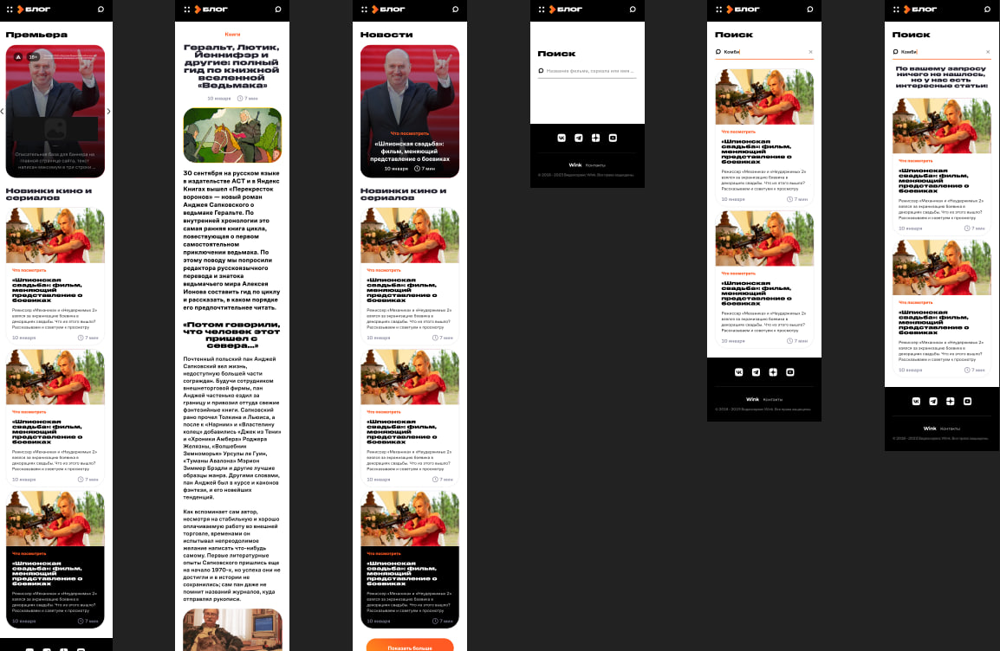 БЛОГ
Премьера
18+
Описательная база для баннера на
главной странице сайта, текст
написан максимум в три строки ...
Новинки кино и
сериалов
Что посмотреть
«Шпионская
свадьба»: фильм,
меняющий
представление о
боевиках
Режиссер «Механика» и «Неудержимых 2»
взялся за экранизацию боевика в
декорациях свадьбы. Что из этого вышло?
Рассказываем и советуем к просмотру
10 января 7 мин
Что посмотреть
«Шпионская
свадьба»: фильм,
меняющий
представление о
боевиках
Режиссер «Механика» и «Неудержимых 2»
взялся за экранизацию боевика в
декорациях свадьбы. Что из этого вышло?
Рассказываем и советуем к просмотру
10 января 7 мин
Что посмотреть
«Шпионская
свадьба»: фильм,
меняющий
представление о
боевиках
Режиссер «Механика» и «Неудержимых 2»
взялся за экранизацию боевика в
декорациях свадьбы. Что из этого вышло?
Рассказываем и советуем к просмотру
10 января 7 мин
БЛОГ
Книги
Геральт, Лютик,
Йеннифэр и
другие: полный
гид по книжной
вселенной
«Ведьмака»
10 января 7 мин
30 сентября на русском языке
в издательстве АСТ и в Яндекс
Книгах вышел «Перекресток
воронов» — новый роман
Анджея Сапковского о
ведьмаке Геральте. По
внутренней хронологии это
самая ранняя книга цикла,
повествующая о первом
самостоятельном
приключении ведьмака. По
этому поводу мы попросили
редактора русскоязычного
перевода и знатока
ведьмачьего мира Алексея
Ионова составить гид по циклу
и рассказать, в каком порядке
его предпочтительнее читать.
«Потом говорили,
что человек этот
пришел с
севера...»
Почтенный польский пан Анджей
Сапковский вел жизнь,
недоступную большей части
сограждан. Будучи сотрудником
внешнеторговой фирмы, пан
Анджей частенько ездил за
границу и привозил оттуда свежие
фэнтезийные книги. Сапковский
рано прочел Толкина и Льюиса, а
после к «Нарнии» и «Властелину
колец» добавились «Джек из Тени»
и «Хроники Амбера» Роджера
Желязны, «Волшебник
Земноморья» Урсулы ле Гуин,
«Туманы Авалона» Мэрион
Зиммер Брэдли и другие лучшие
образцы жанра. Другими словами,
пан Анджей был в курсе и канонов
фэнтези, и его новейших
тенденций.
Как вспоминает сам автор,
несмотря на стабильную и хорошо
оплачиваемую работу во внешней
торговле, временами он
испытывал непреодолимое
желание написать что-нибудь
самому. Первые литературные
опыты Сапковского пришлись еще
на начало 1970-х, но успеха они не
достигли и в истории не
сохранились; сам пан даже не
помнит названий журналов, куда
отправлял рукописи.
БЛОГ
Новости
Что посмотреть
«Шпионская свадьба»:
фильм, меняющий
представление о боевиках
10 января 7 мин
Новинки кино и
сериалов
Что посмотреть
«Шпионская
свадьба»: фильм,
меняющий
представление о
боевиках
Режиссер «Механика» и «Неудержимых 2»
взялся за экранизацию боевика в
декорациях свадьбы. Что из этого вышло?
Рассказываем и советуем к просмотру
10 января 7 мин
Что посмотреть
«Шпионская
свадьба»: фильм,
меняющий
представление о
боевиках
Режиссер «Механика» и «Неудержимых 2»
взялся за экранизацию боевика в
декорациях свадьбы. Что из этого вышло?
Рассказываем и советуем к просмотру
10 января 7 мин
Что посмотреть
«Шпионская
свадьба»: фильм,
меняющий
представление о
боевиках
Режиссер «Механика» и «Неудержимых 2»
взялся за экранизацию боевика в
декорациях свадьбы. Что из этого вышло?
Рассказываем и советуем к просмотру
10 января 7 мин
Показать больше
БЛОГ
Поиск
Название фильма, сериала или имя ...
Wink Контакты
Wink. Все права защищены.
БЛОГ
Поиск
Комби
Что посмотреть
«Шпионская
свадьба»: фильм,
меняющий
представление о
боевиках
Режиссер «Механика» и «Неудержимых 2»
взялся за экранизацию боевика в
декорациях свадьбы. Что из этого вышло?
Рассказываем и советуем к просмотру
10 января 7 мин
Что посмотреть
«Шпионская
свадьба»: фильм,
меняющий
представление о
боевиках
Режиссер «Механика» и «Неудержимых 2»
взялся за экранизацию боевика в
декорациях свадьбы. Что из этого вышло?
Рассказываем и советуем к просмотру
10 января 7 мин
Wink Контакты
Wink. Все права защищены.
БЛОГ
Поиск
Комби
По вашему запросу
ничего не нашлось,
но у нас есть
интересные статьи:
Что посмотреть
«Шпионская
свадьба»: фильм,
меняющий
представление о
боевиках
Режиссер «Механика» и «Неудержимых 2»
взялся за экранизацию боевика в
декорациях свадьбы. Что из этого вышло?
Рассказываем и советуем к просмотру
10 января 7 мин
Что посмотреть
«Шпионская
свадьба»: фильм,
меняющий
представление о
боевиках
Режиссер «Механика» и «Неудержимых 2»
взялся за экранизацию боевика в
декорациях свадьбы. Что из этого вышло?
Рассказываем и советуем к просмотру
10 января 7 мин
Wink Контакты
Wink. Все права защищены.